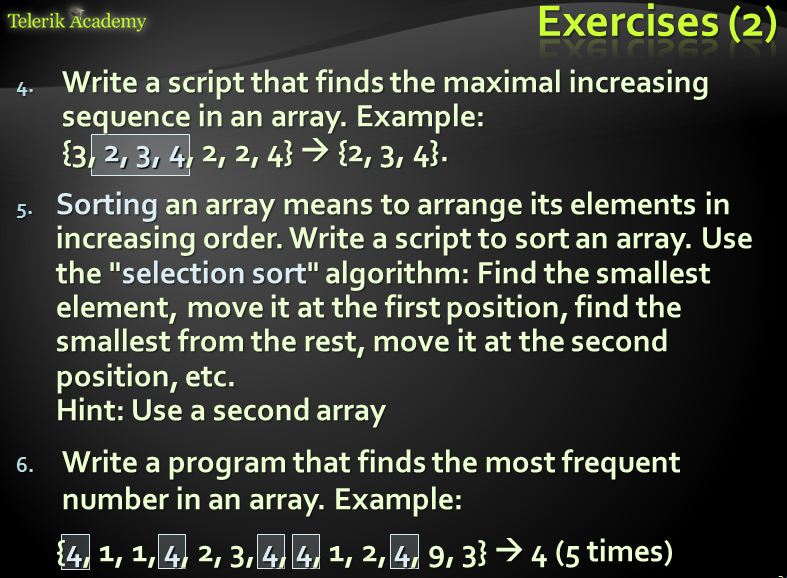 Telerik Academy
Exercises (2)
4. Write a script that finds the maximal increasing
sequence in an array. Example:
{3, 2, 3, 4, 2, 2, 4} → {2, 3, 4}.
5. Sorting an array means to arrange its elements in
increasing order. Write a script to sort an array. Use
the "selection sort" algorithm: Find the smallest
element, move it at the first position, find the
smallest from the rest, move it at the second
position, etc.
Hint: Use a second array
6. Write a program that finds the most frequent
number in an array. Example:
{4, 1, 1, 4, 2, 3, 4, 4, 1, 2, 4, 9, 3} → 4 (5 times)